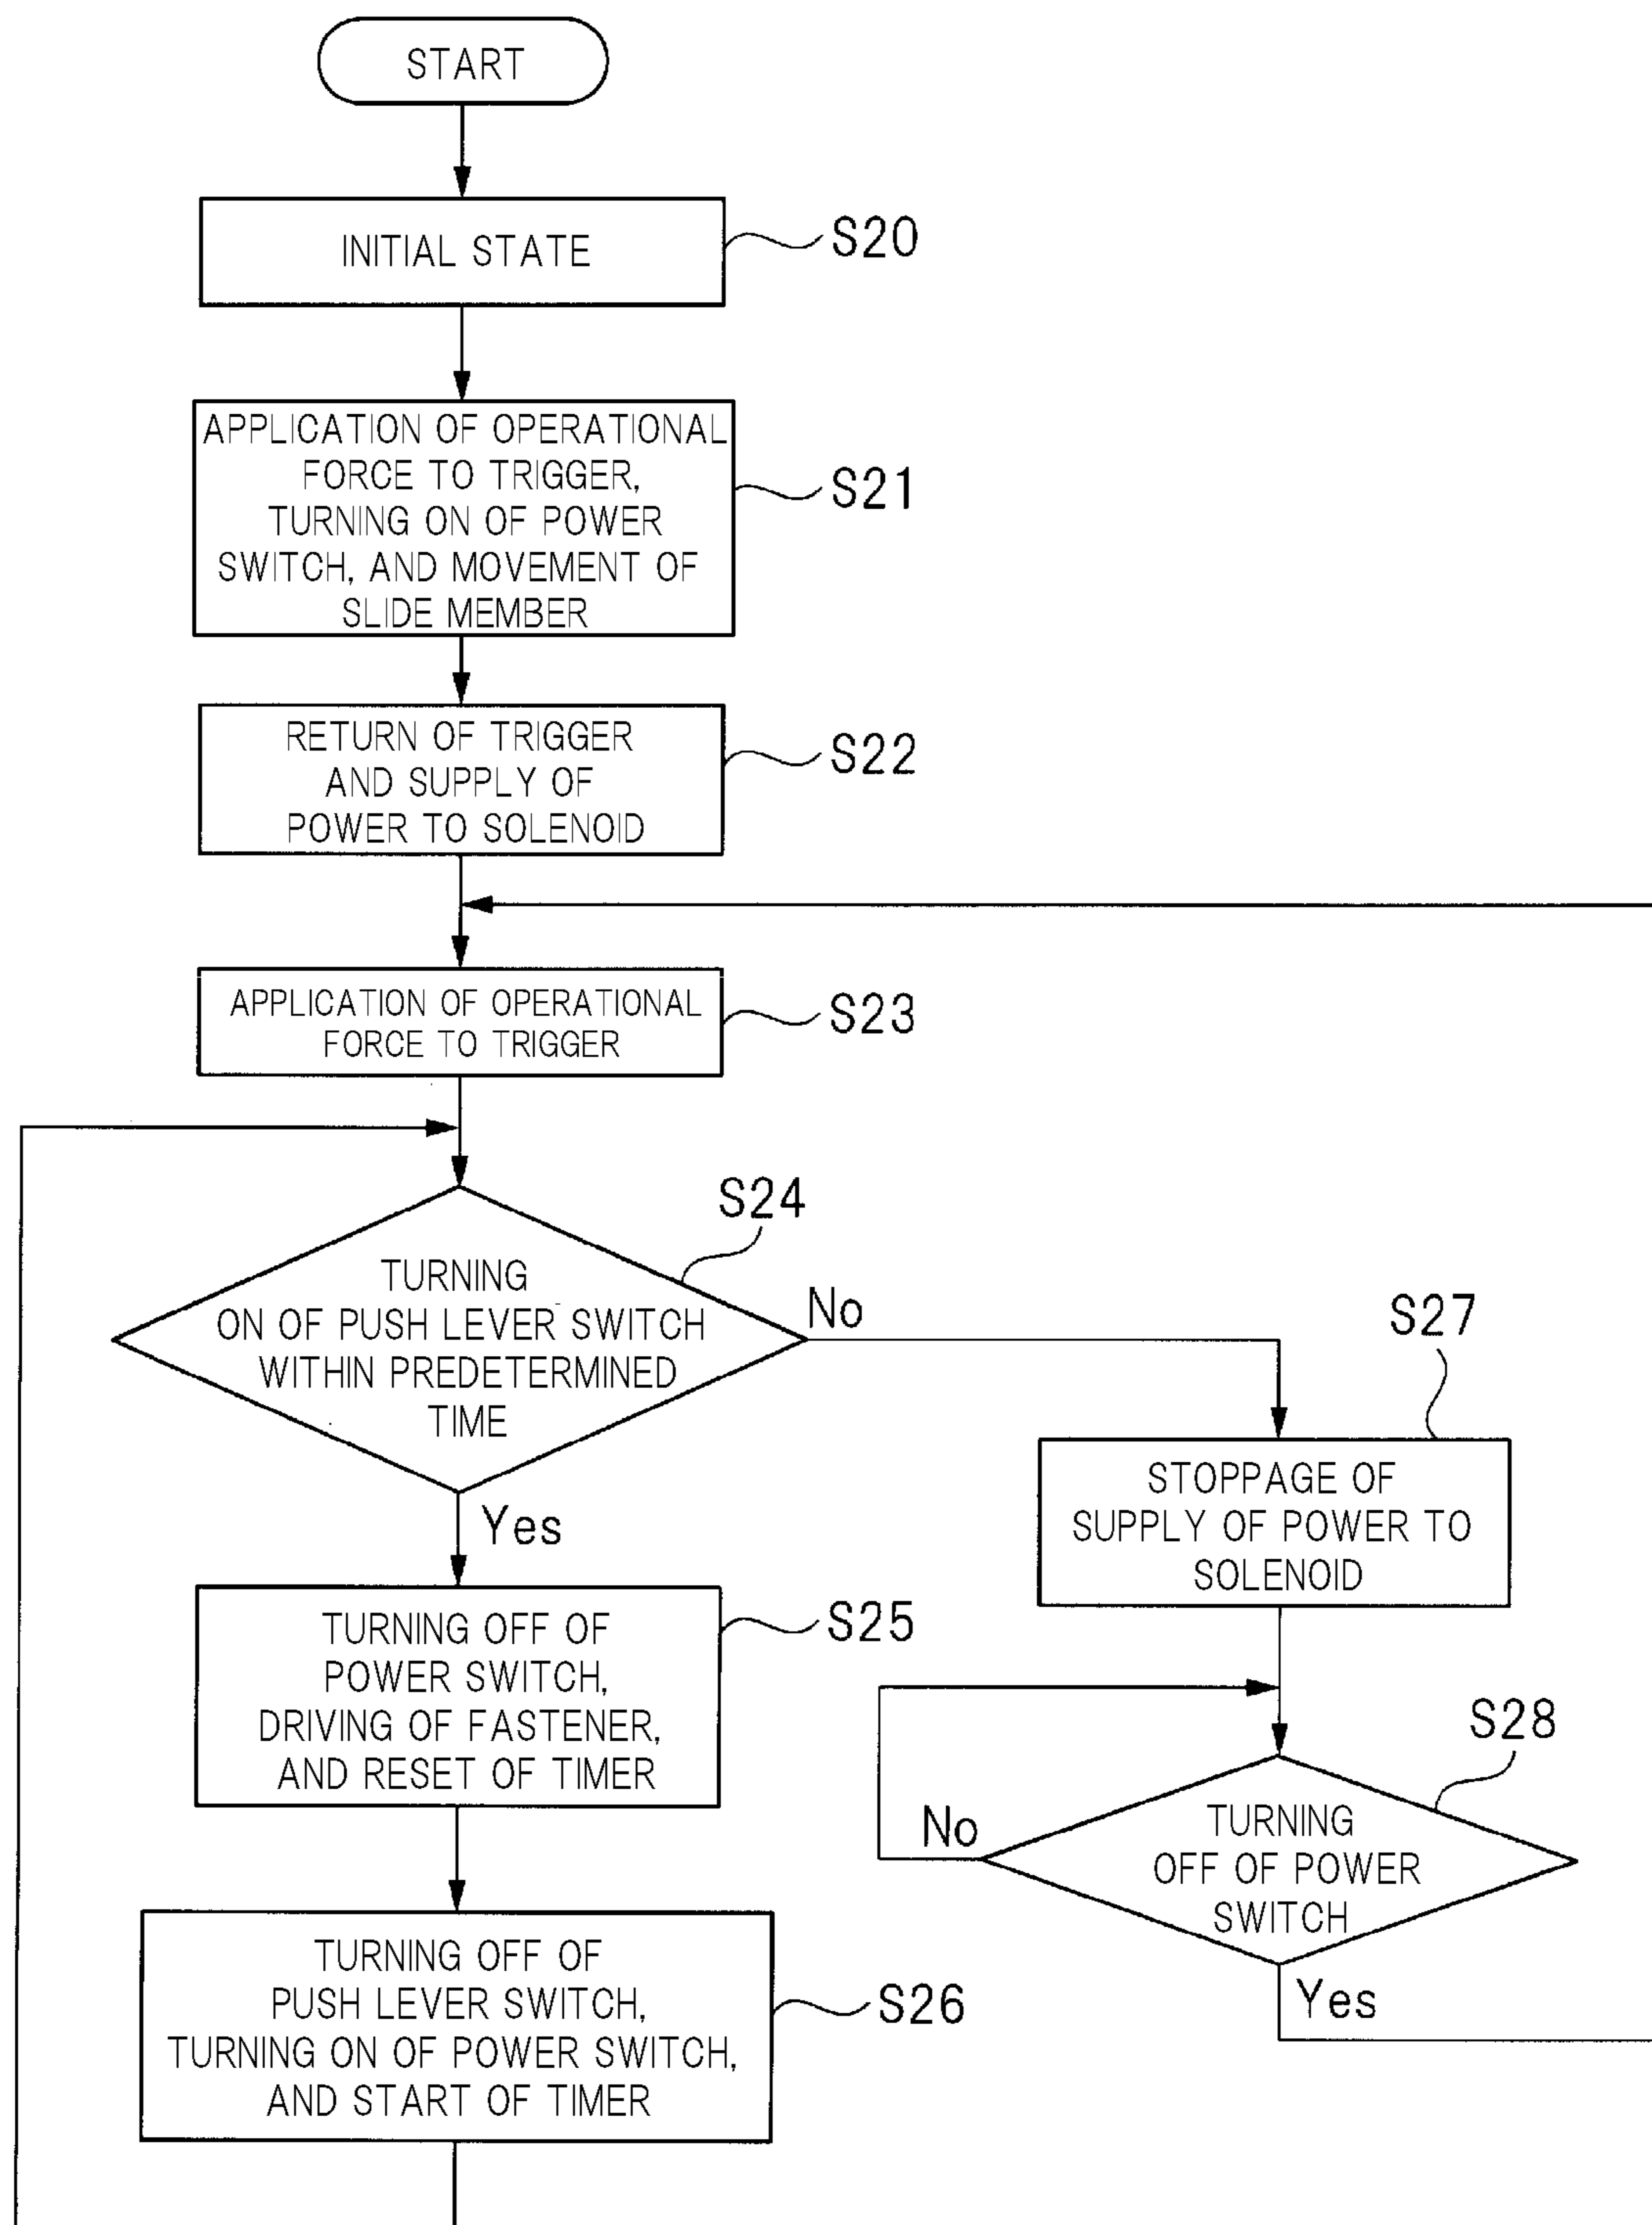 START
INITIAL STATE
S20
APPLICATION OF OPERATIONAL
FORCE TO TRIGGER,
TURNING ON OF POWER
SWITCH, AND MOVEMENT OF
SLIDE MEMBER
S21
RETURN OF TRIGGER
AND SUPPLY OF
POWER TO SOLENOID
S22
APPLICATION OF OPERATIONAL
FORCE TO TRIGGER
S23
S24
TURNING
ON OF PUSH LEVER SWITCH
WITHIN PREDETERMINED
TIME
No
Yes
S27
STOPPAGE OF
SUPPLY OF POWER TO
SOLENOID
TURNING OFF OF
POWER SWITCH,
DRIVING OF FASTENER,
AND RESET OF TIMER
S25
S28
TURNING
OFF OF POWER
SWITCH
No
Yes
TURNING OFF OF
PUSH LEVER SWITCH,
TURNING ON OF POWER SWITCH,
AND START OF TIMER
S26